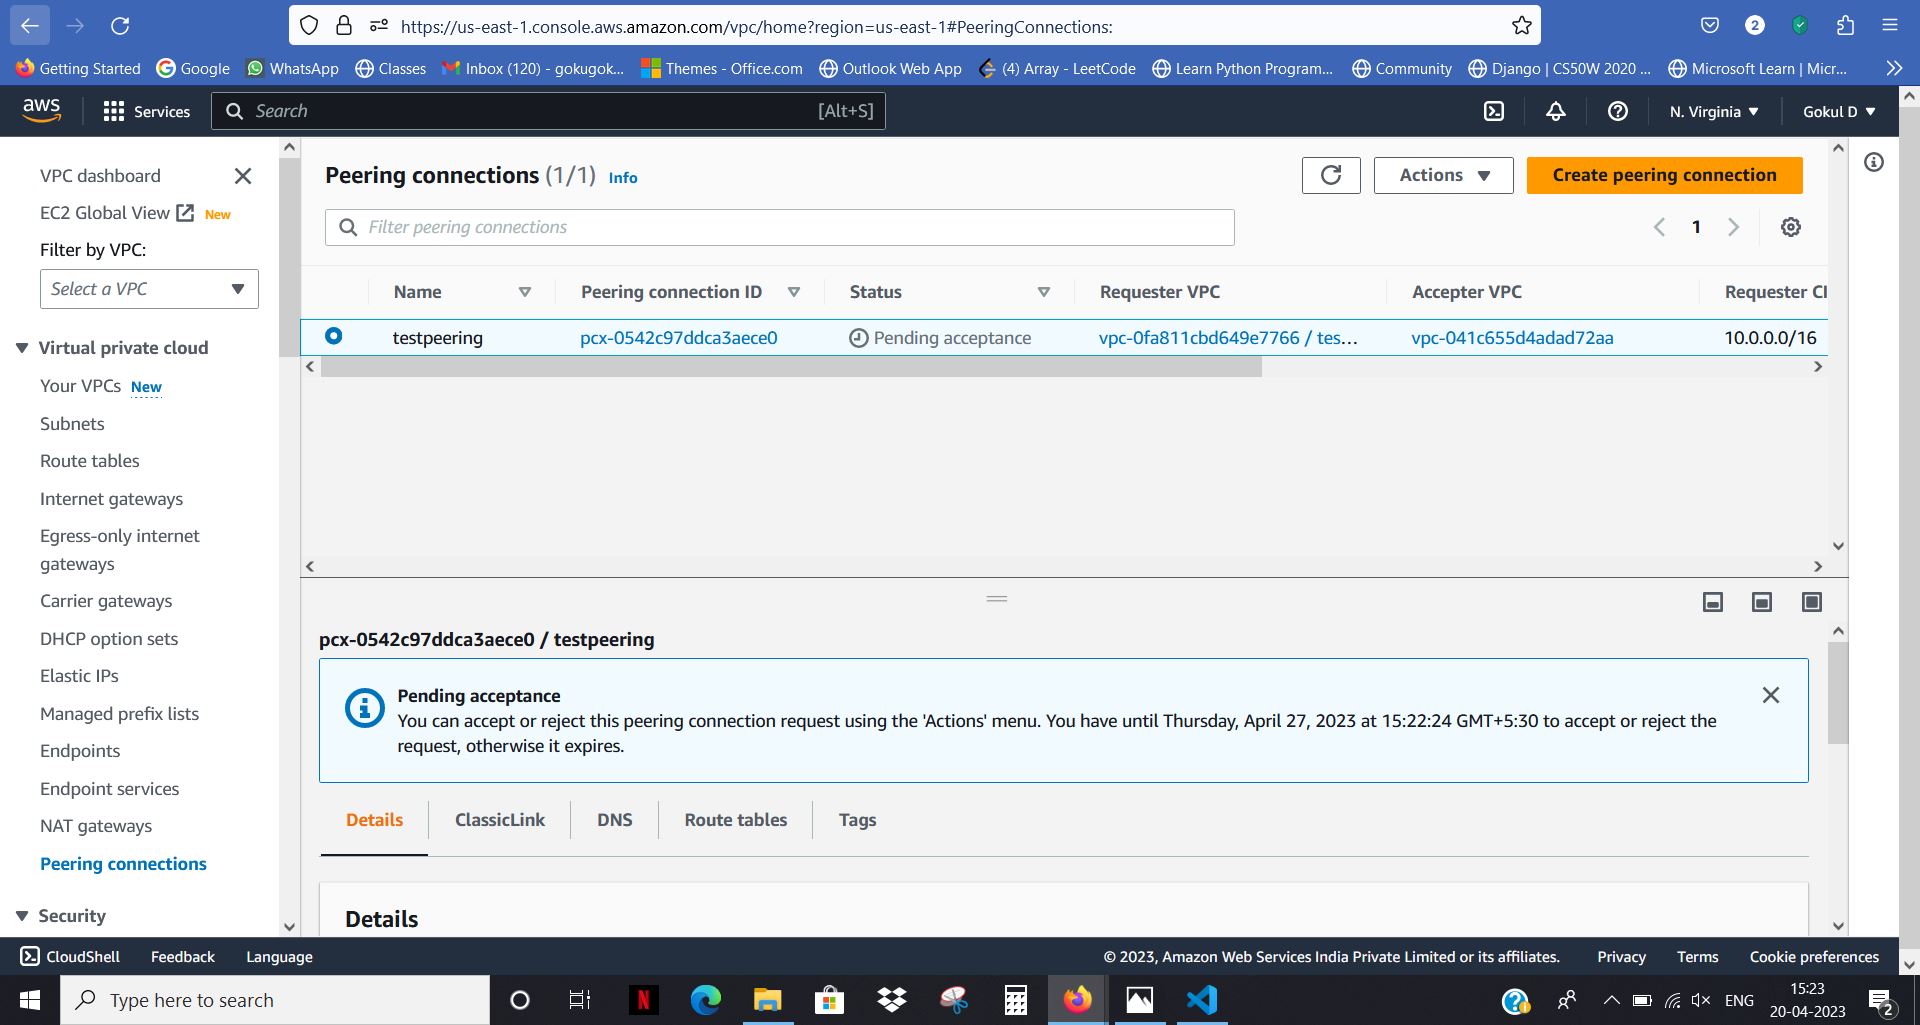 https://us-east-1.console.aws.amazon.com/vpc/home?region=us-east-1#PeeringConnections:
2
Getting Started
Google
WhatsApp
Classes
Inbox (120) - gokugok...
Themes - Office.com
Outlook Web App
(4) Array - LeetCode
Learn Python Program...
Community
Django | CS50W 2020 ...
Microsoft Learn | Micr...
aws
Services
Search
[Alt+S]
N. Virginia
Gokul D
VPC dashboard
EC2 Global View New
Filter by VPC:
Select a VPC
Virtual private cloud
Your VPCs New
Subnets
Route tables
Internet gateways
Egress-only internet
gateways
Carrier gateways
DHCP option sets
Elastic IPs
Managed prefix lists
Endpoints
Endpoint services
NAT gateways
Peering connections
Security
Peering connections (1/1) Info
Actions
Create peering connection
Filter peering connections
1
Name
Peering connection ID
Status
Requester VPC
Accepter VPC
Requester CI
testpeering
pcx-0542c97ddca3aece0
Pending acceptance
vpc-0fa811cbd649e7766 / tes...
vpc-041c655d4adad72aa
10.0.0.0/16
pcx-0542c97ddca3aece0 / testpeering
Pending acceptance
You can accept or reject this peering connection request using the 'Actions' menu. You have until Thursday, April 27, 2023 at 15:22:24 GMT+5:30 to accept or reject the
request, otherwise it expires.
Details
ClassicLink
DNS
Route tables
Tags
Details
CloudShell
Feedback
Language
© 2023, Amazon Web Services India Private Limited or its affiliates.
Privacy
Terms
Cookie preferences
Type here to search
N
ENG
15:23
20-04-2023
2